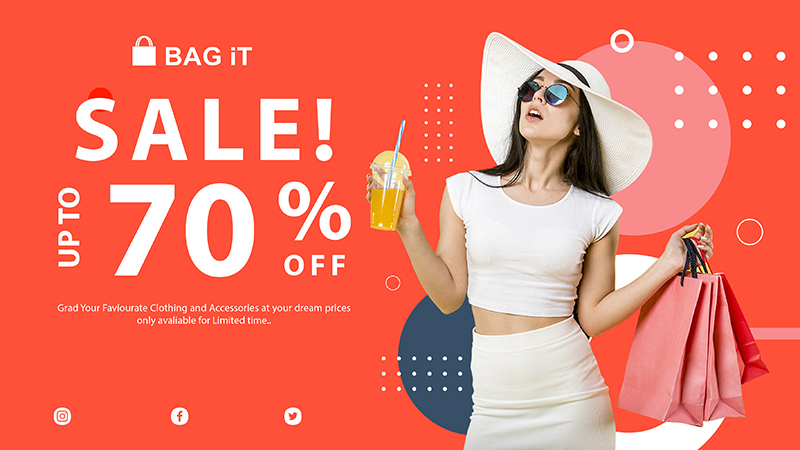 BAG iT
SALE!
UP TO
70%
OFF
Grad Your Faviourate Clothing and Accessories at your dream prices
only avaliable for Limited time..